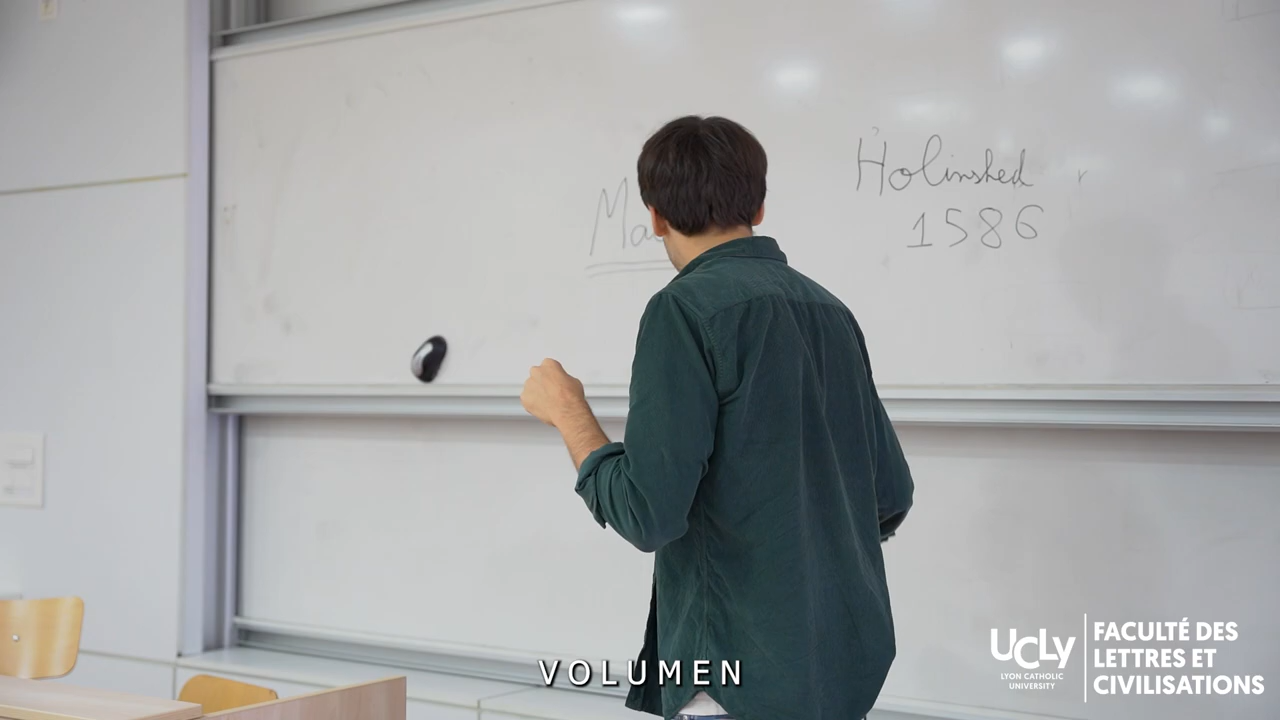 Holinshed
1586
VOLUMEN
UCLy
LYON CATHOLIC
UNIVERSITY
FACULTÉ DES
LETTRES ET
CIVILISATIONS